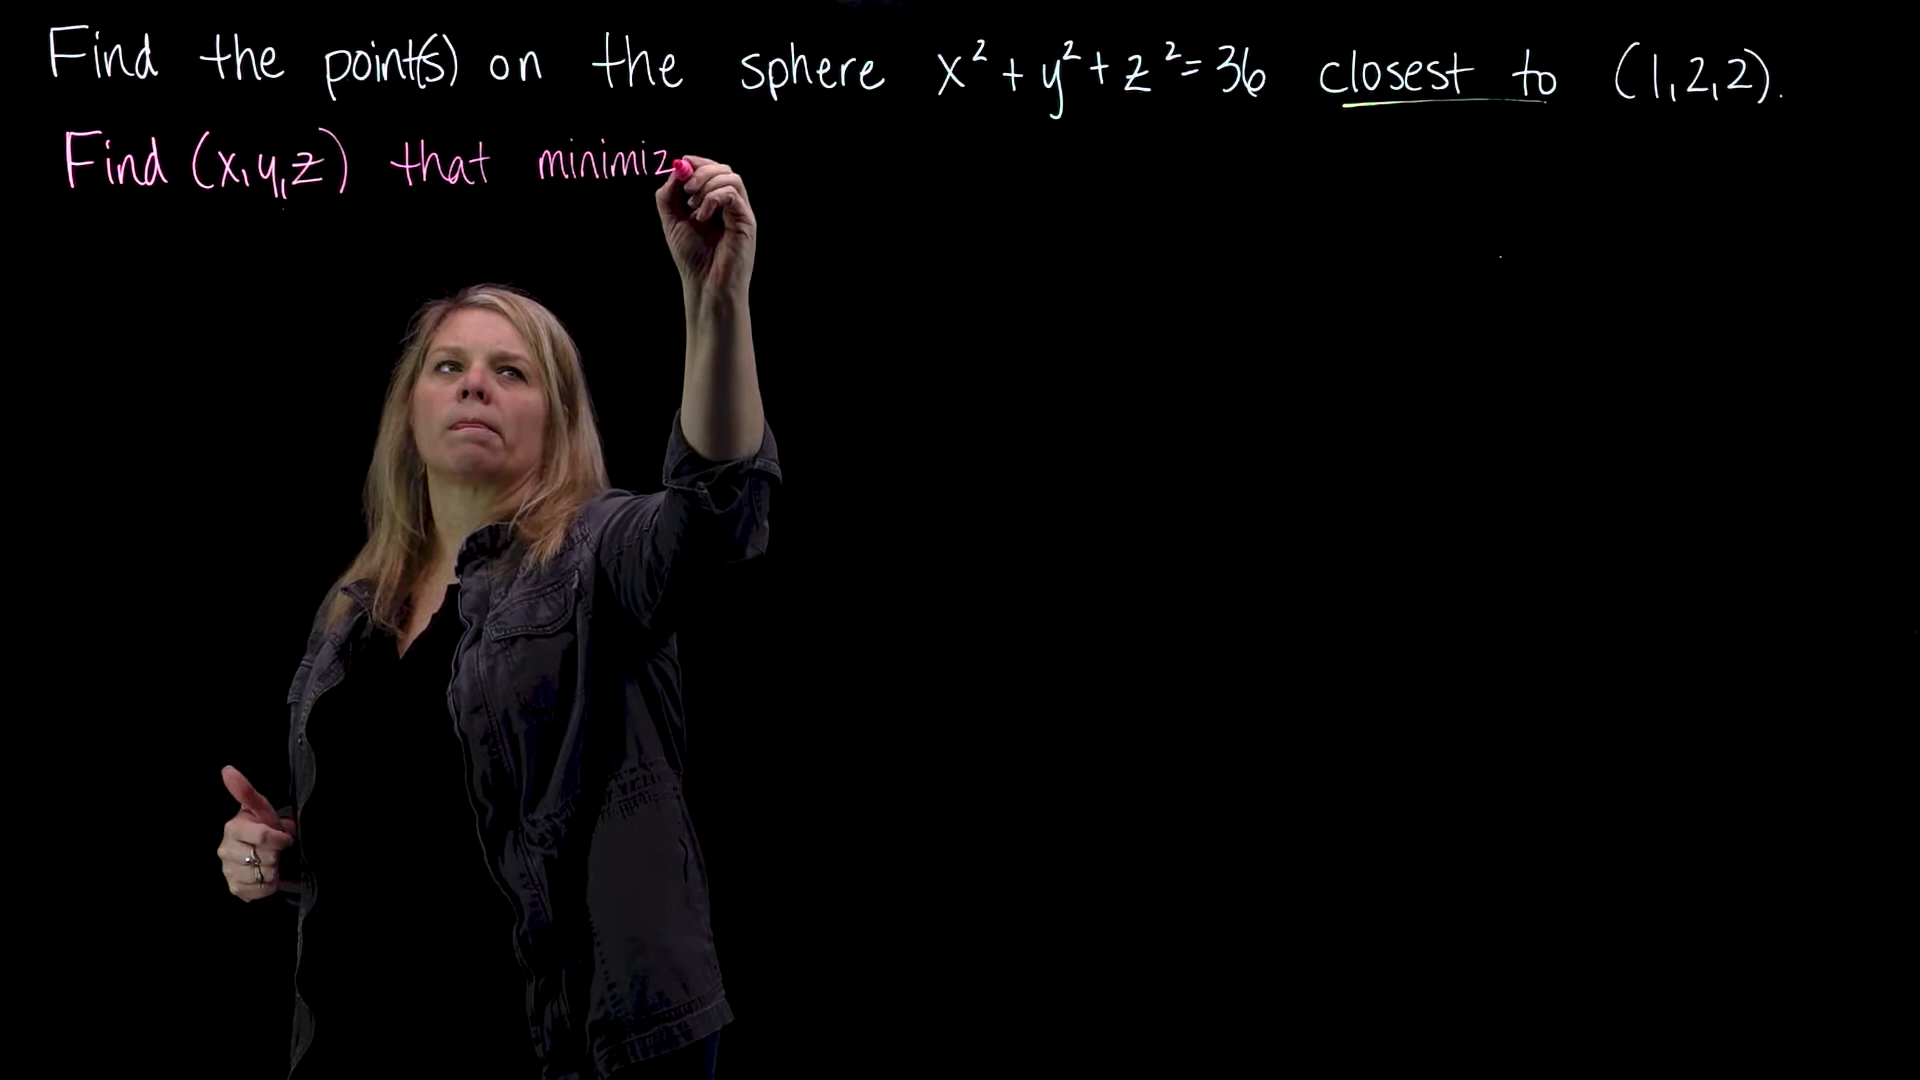 Find the point(s) on the sphere x² + y² + z² = 36 closest to (1,2,2).
Find (x,y,z) that minimiz